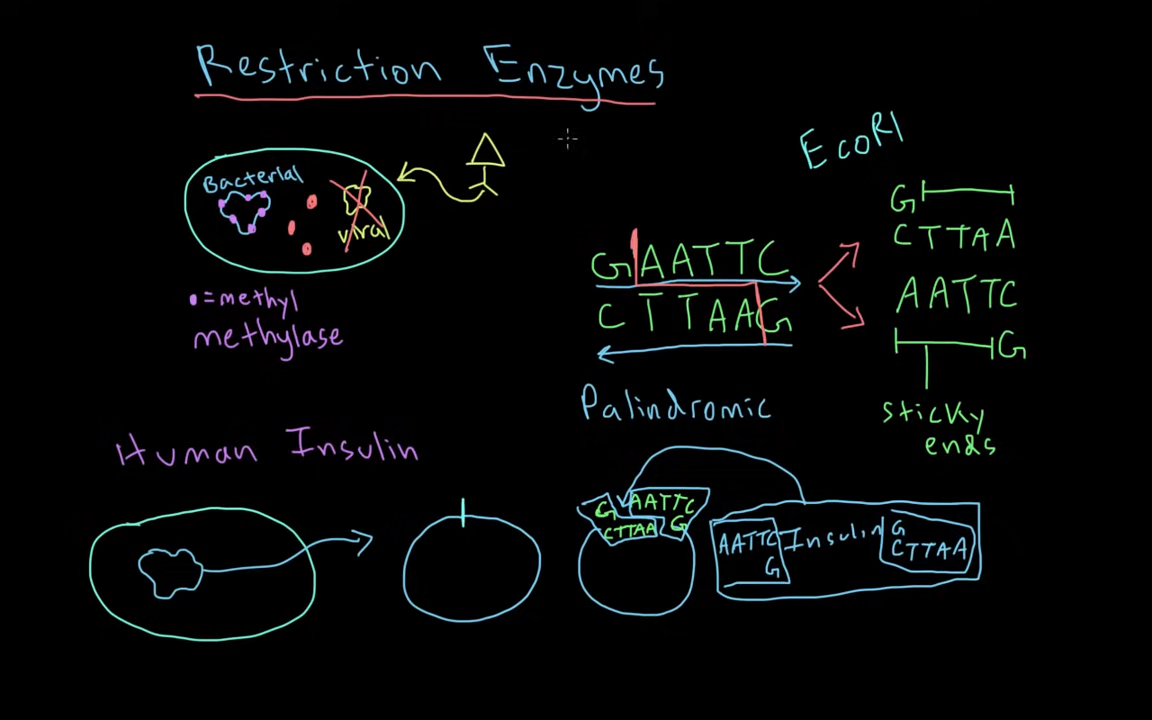 Restriction Enzymes
EcoRI
Bacterial
viral
= methyl
methylase
GAATTC
CTTAAG
Palindromic
G
CTTAA
AATTC
G
sticky
ends
Human Insulin
G AATTC
CTTAA G
AATTC Insulin G
G CTTAA